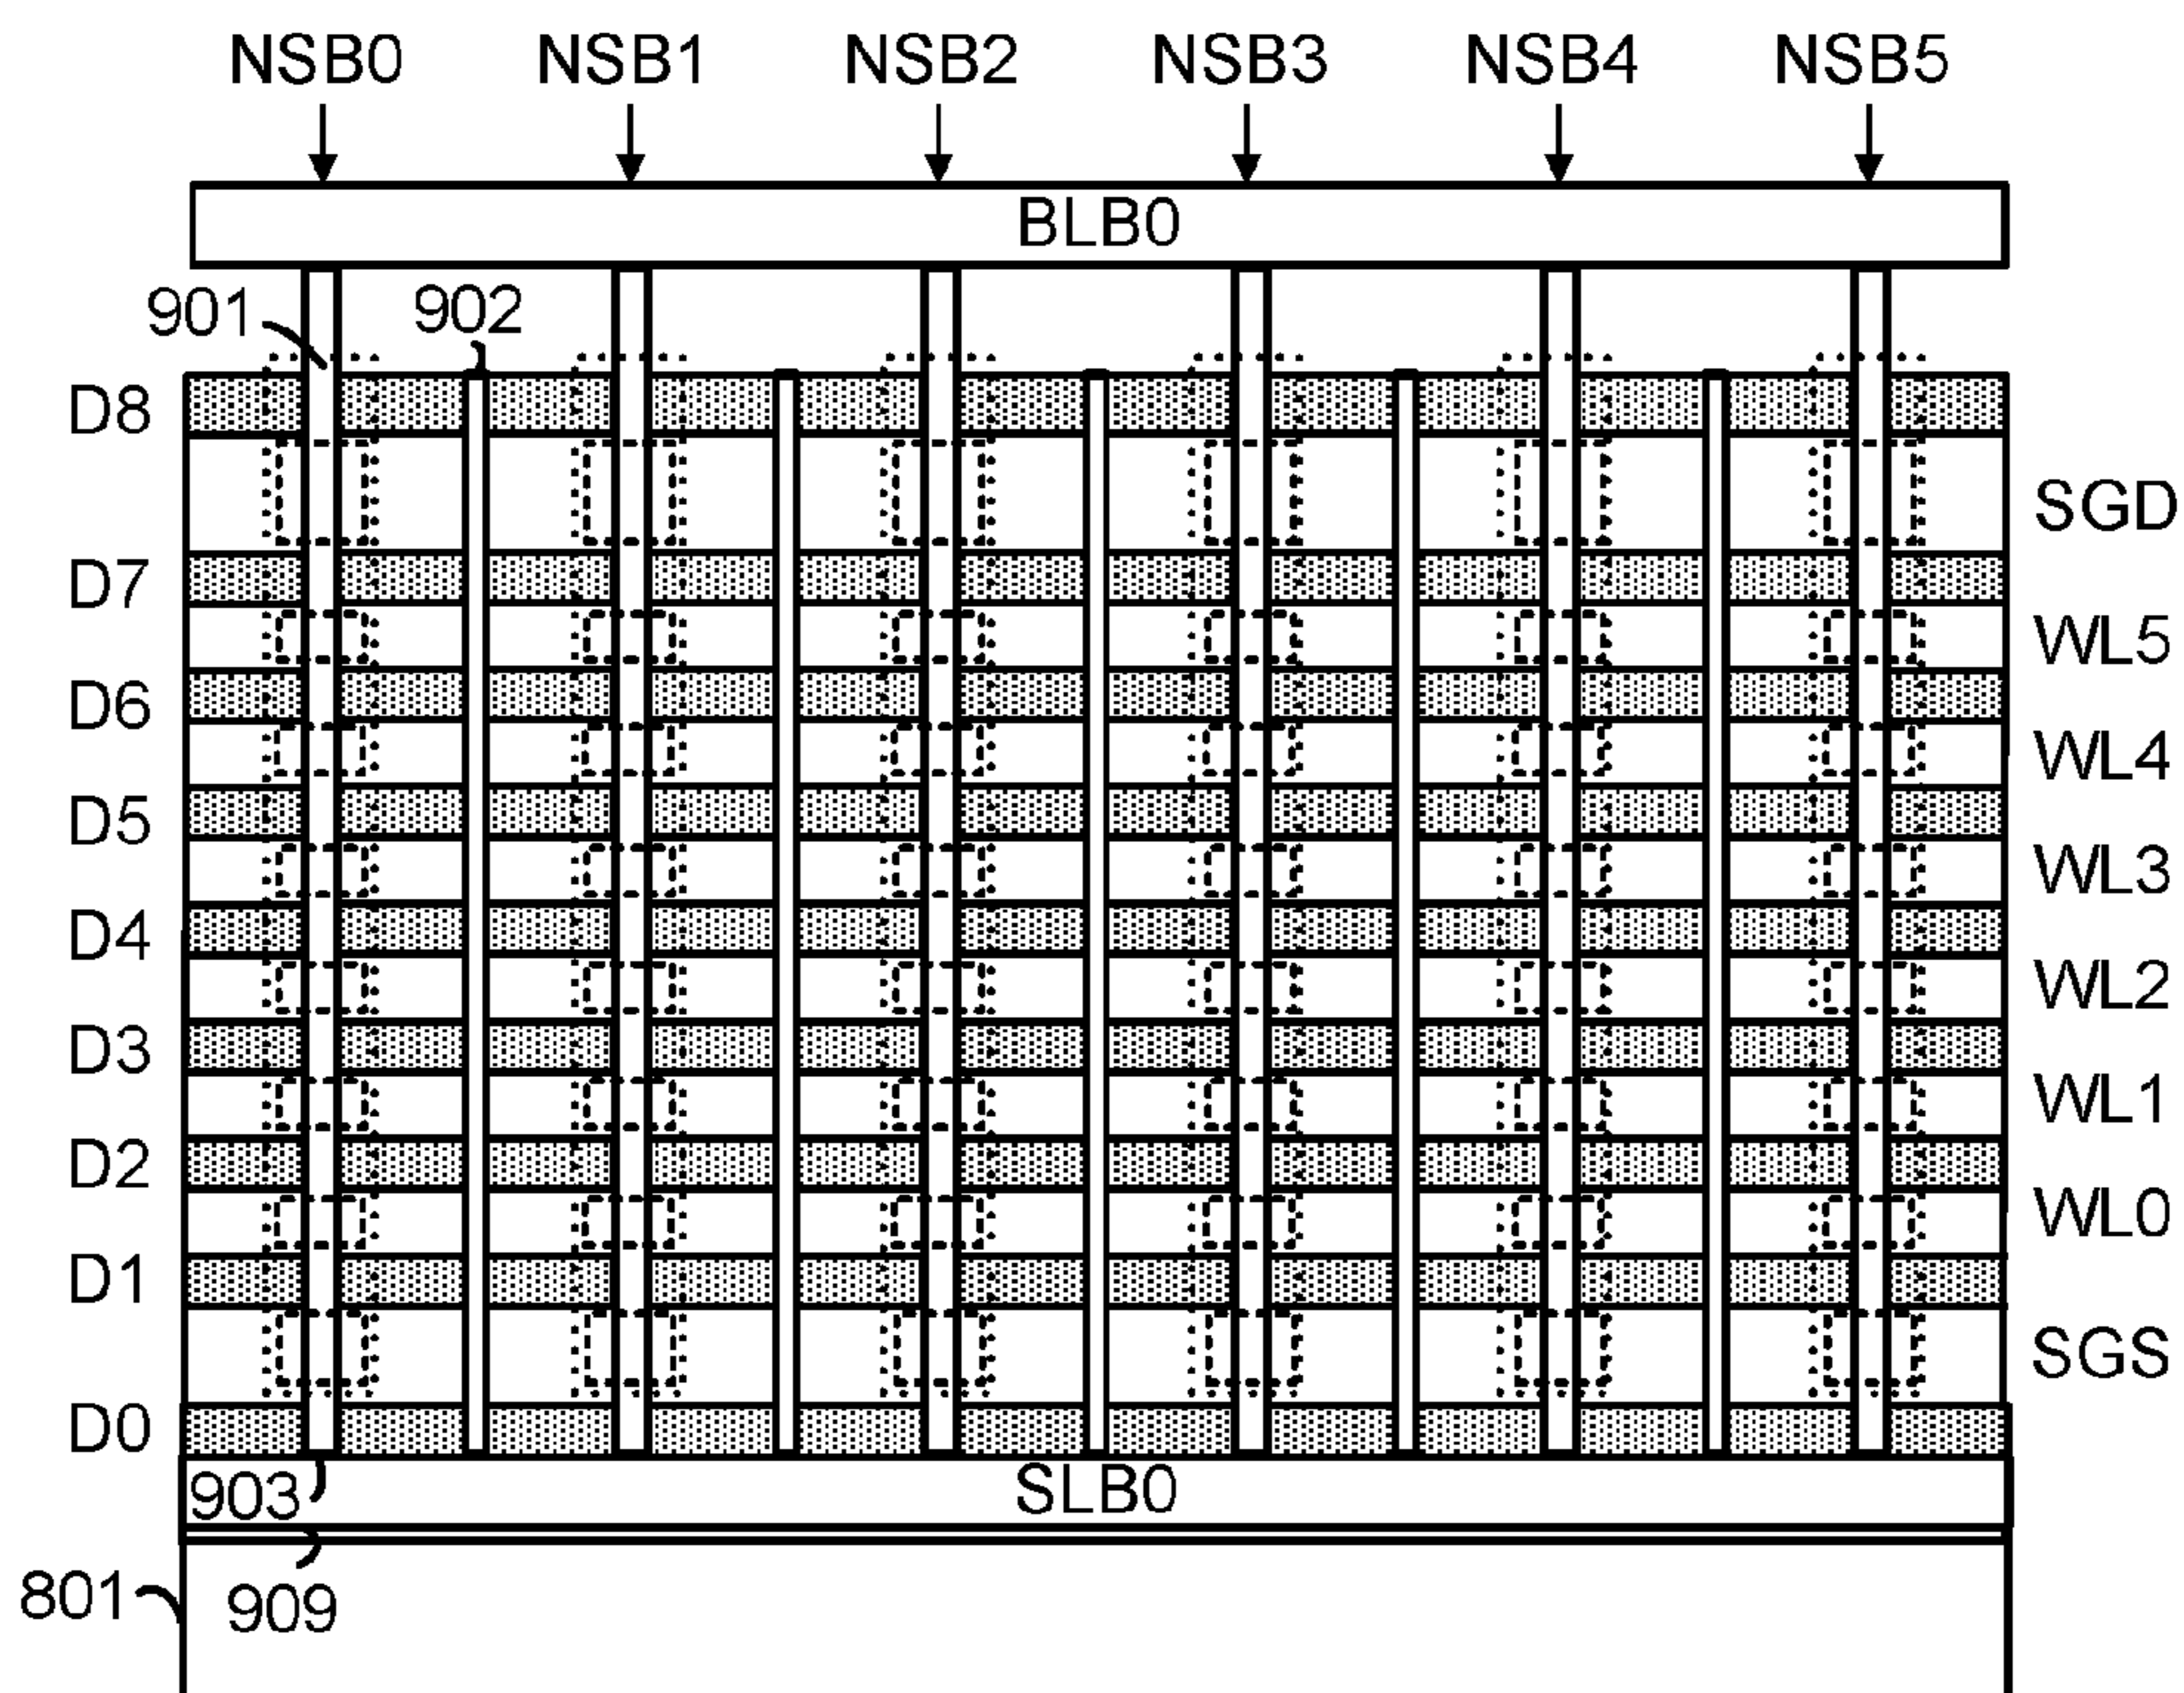 NSB0 NSB1 NSB2 NSB3 NSB4 NSB5
BLB0
901 902
D8
SGD
D7
WL5
D6
WL4
D5
WL3
D4
WL2
D3
WL1
D2
WL0
D1
SGS
D0
903 SLB0
801 909